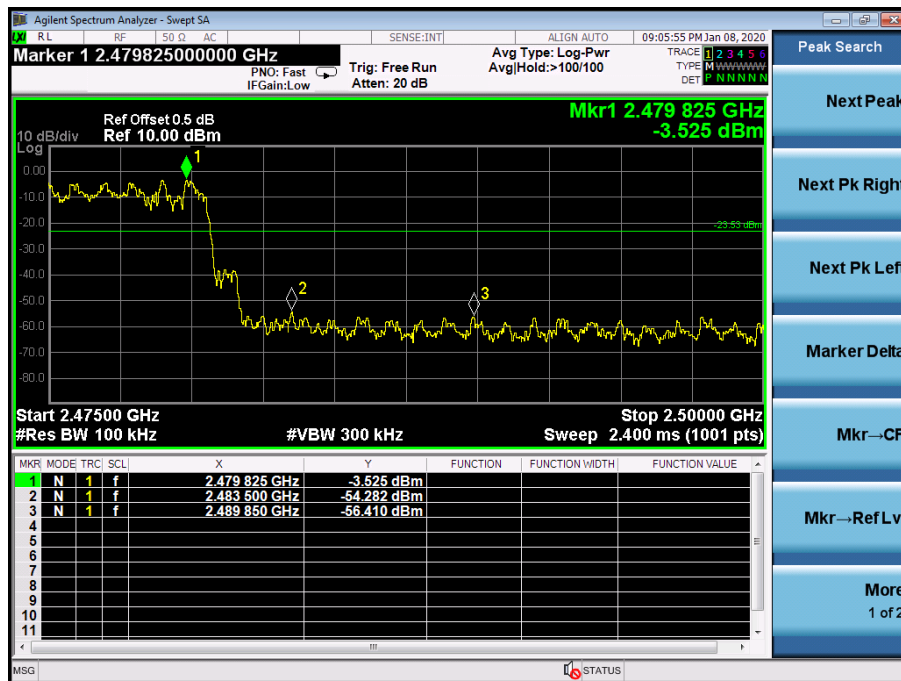 Agilent Spectrum Analyzer - Swept SA
LXI RL RF 50 Ω AC SENSE:INT ALIGN AUTO 09:05:55 PM Jan 08, 2020
Marker 1 2.479825000000 GHz
PNO: Fast
IFGain:Low
Trig: Free Run
Atten: 20 dB
Avg Type: Log-Pwr
Avg|Hold:>100/100
TRACE 1 2 3 4 5 6
TYPE M WWWWW
DET P N N N N N
Peak Search
Next Peak
Next Pk Right
Next Pk Left
Marker Delta
Mkr→CF
Mkr→Ref Lv
More
1 of 2
Mkr1 2.479 825 GHz
-3.525 dBm
Ref Offset 0.5 dB
10 dB/div Ref 10.00 dBm
Log
0.00
-10.0
-20.0
-30.0
-40.0
-50.0
-60.0
-70.0
-80.0
1
2
3
-23.53 dBm
Start 2.47500 GHz Stop 2.50000 GHz
#Res BW 100 kHz #VBW 300 kHz Sweep 2.400 ms (1001 pts)
MKR MODE TRC SCL X Y FUNCTION FUNCTION WIDTH FUNCTION VALUE
1 N 1 f 2.479 825 GHz -3.525 dBm
2 N 1 f 2.483 500 GHz -54.282 dBm
3 N 1 f 2.489 850 GHz -56.410 dBm
4
5
6
7
8
9
10
11
MSG STATUS